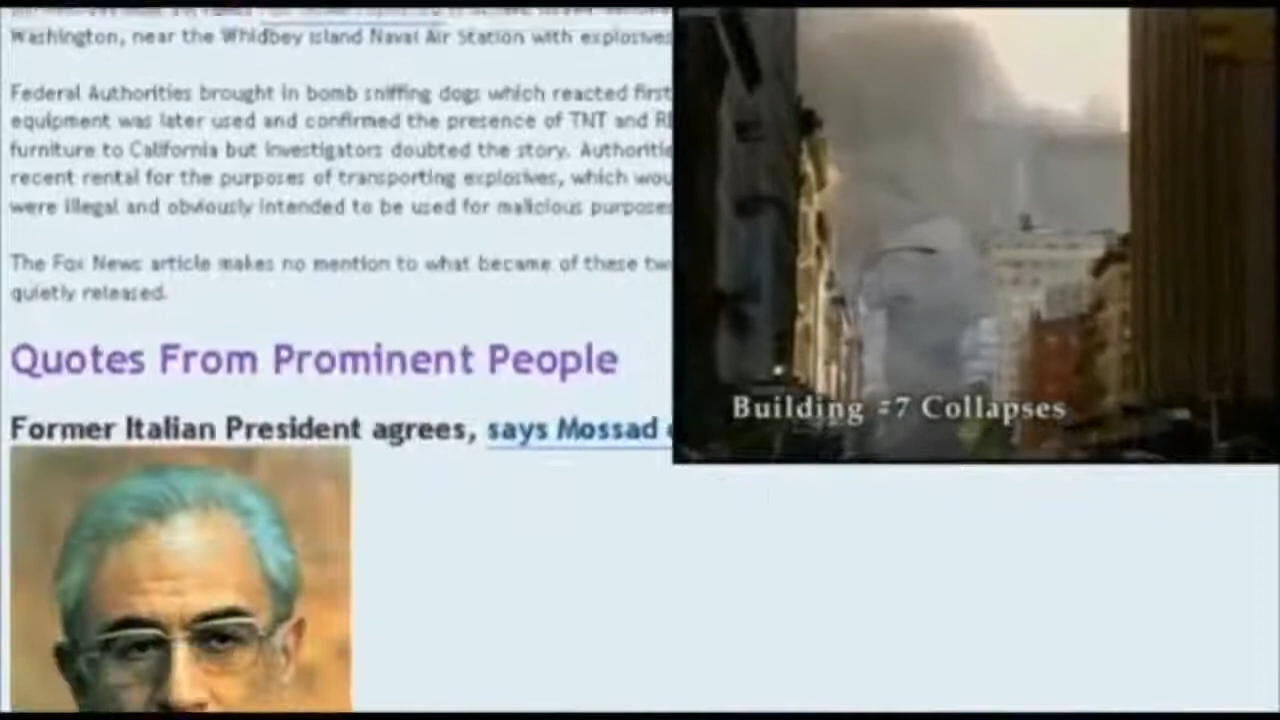 Washington, near the Whidbey Island Naval Air Station with explosives
Federal Authorities brought in bomb sniffing dogs which reacted first
equipment was later used and confirmed the presence of TNT and
furniture to California but investigators doubted the story. Authoritie
recent rental for the purposes of transporting explosives, which wou
were illegal and obviously intended to be used for malicious purposes
The Fox News article makes no mention to what became of these tw
quietly released.
Quotes From Prominent People
Former Italian President agrees, says Mossad
Building #7 Collapses